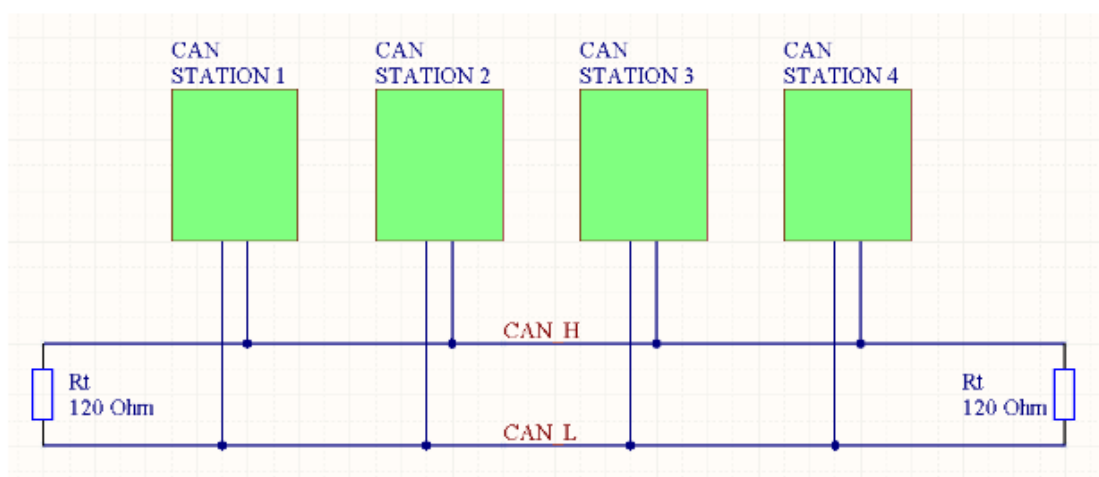 CAN
STATION 1
CAN
STATION 2
CAN
STATION 3
CAN
STATION 4
CAN_H
Rt
120 Ohm
Rt
120 Ohm
CAN_L